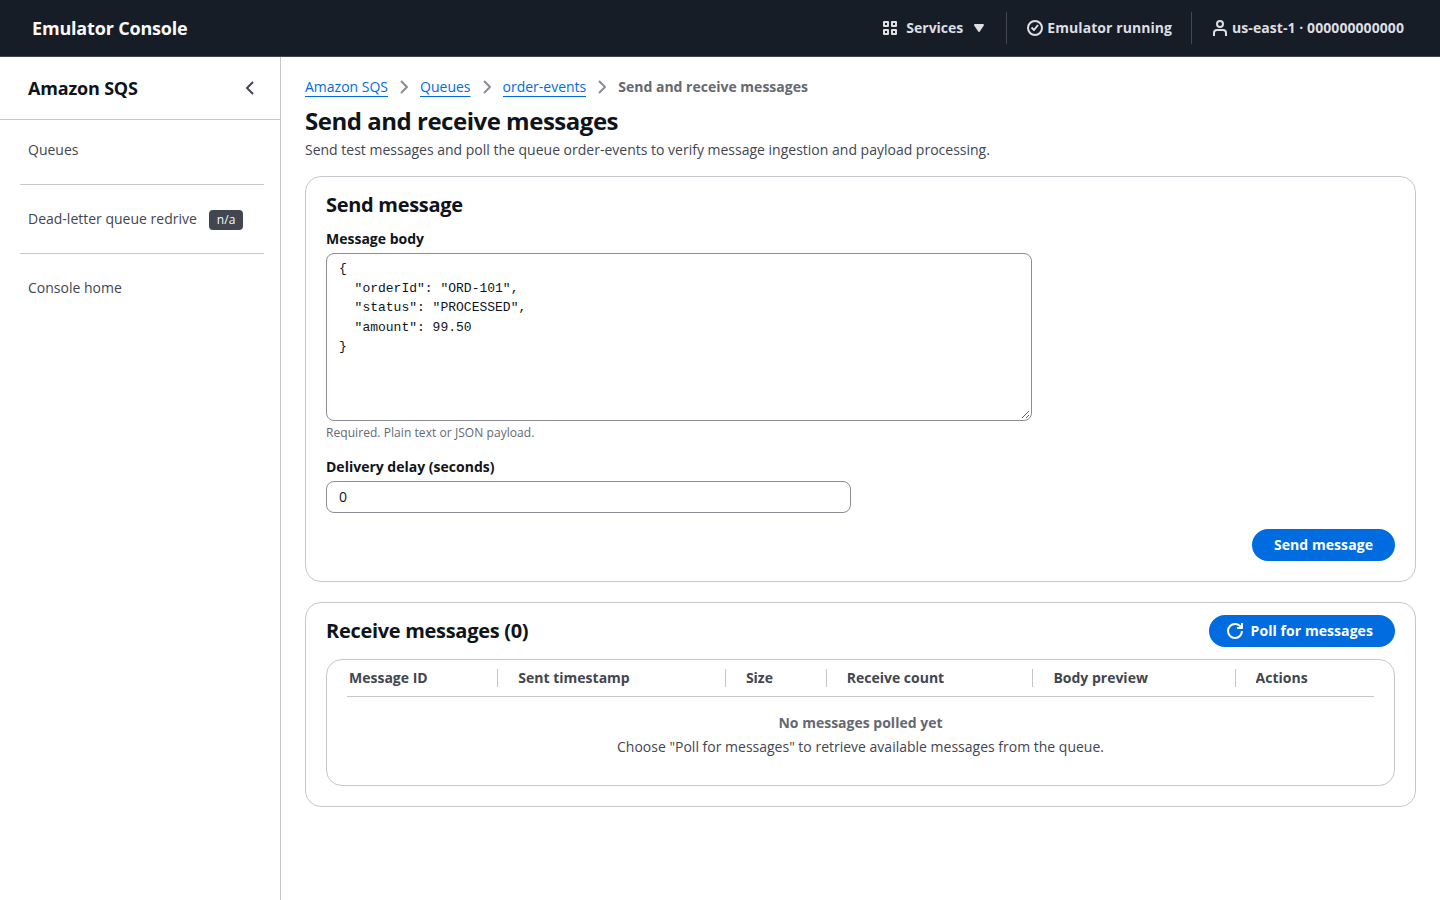 Emulator Console
Services
Emulator running
us-east-1 · 000000000000
Amazon SQS
Queues
Dead-letter queue redrive n/a
Console home
Amazon SQS > Queues > order-events > Send and receive messages
Send and receive messages
Send test messages and poll the queue order-events to verify message ingestion and payload processing.
Send message
Message body
{
  "orderId": "ORD-101",
  "status": "PROCESSED",
  "amount": 99.50
}
Required. Plain text or JSON payload.
Delivery delay (seconds)
0
Send message
Receive messages (0)
Poll for messages
Message ID Sent timestamp Size Receive count Body preview Actions
No messages polled yet
Choose "Poll for messages" to retrieve available messages from the queue.